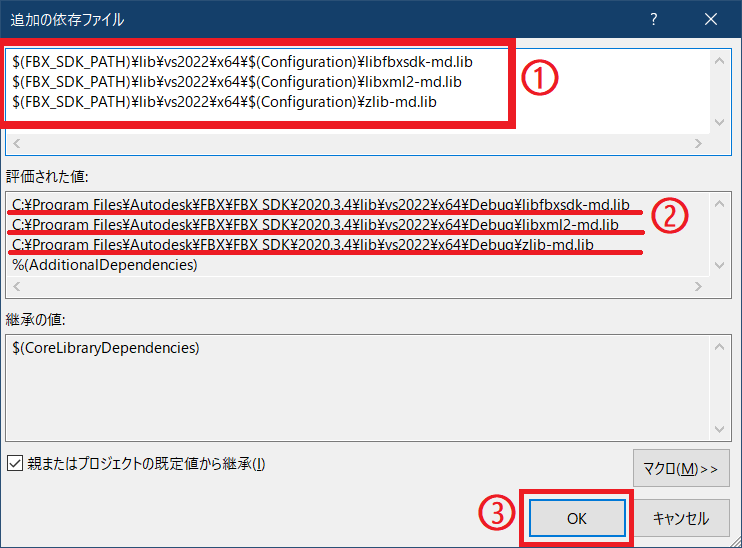 追加の依存ファイル
?
$(FBX_SDK_PATH)¥lib¥vs2022¥x64¥$(Configuration)¥libfbxsdk-md.lib
$(FBX_SDK_PATH)¥lib¥vs2022¥x64¥$(Configuration)¥libxml2-md.lib
$(FBX_SDK_PATH)¥lib¥vs2022¥x64¥$(Configuration)¥zlib-md.lib
①
評価された値:
C:¥Program Files¥Autodesk¥FBX¥FBX SDK¥2020.3.4¥lib¥vs2022¥x64¥Debug¥libfbxsdk-md.lib
C:¥Program Files¥Autodesk¥FBX¥FBX SDK¥2020.3.4¥lib¥vs2022¥x64¥Debug¥libxml2-md.lib
C:¥Program Files¥Autodesk¥FBX¥FBX SDK¥2020.3.4¥lib¥vs2022¥x64¥Debug¥zlib-md.lib
%(AdditionalDependencies)
②
継承の値:
$(CoreLibraryDependencies)
親またはプロジェクトの既定値から継承(I)
マクロ(M)>>
③
OK
キャンセル